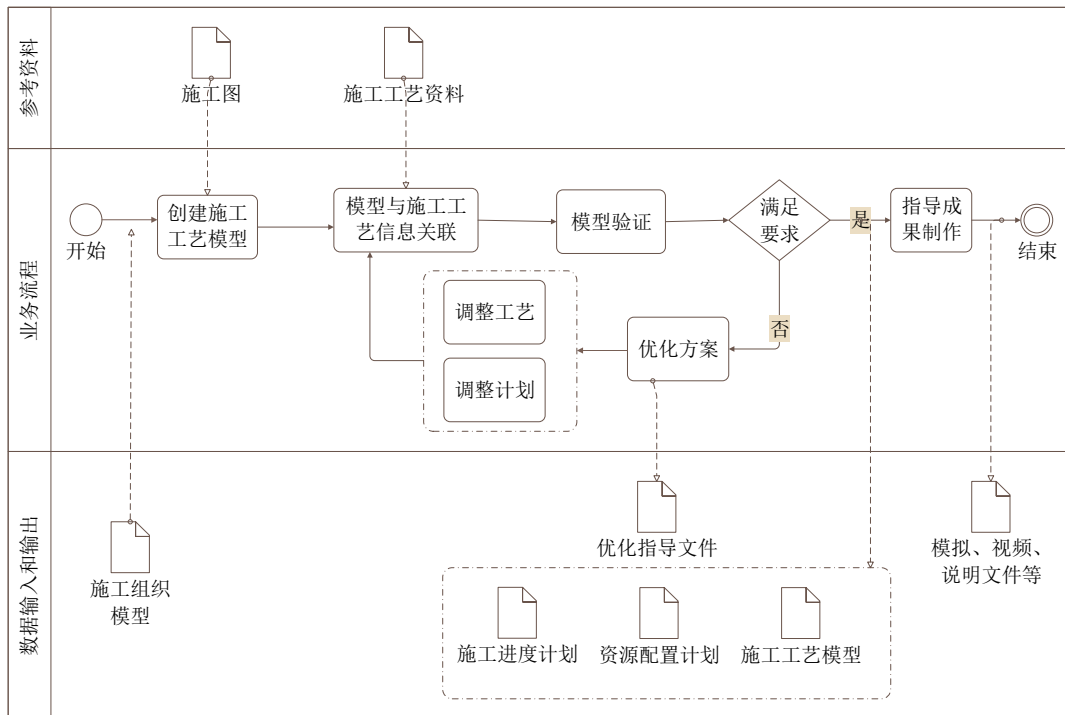 参考资料
施工图
施工工艺资料
业务流程
开始
创建施工
工艺模型
模型与施工工
艺信息关联
模型验证
满足
要求
是
指导成
果制作
结束
否
优化方案
调整工艺
调整计划
数据输入和输出
施工组织
模型
优化指导文件
模拟、视频、
说明文件等
施工进度计划
资源配置计划
施工工艺模型